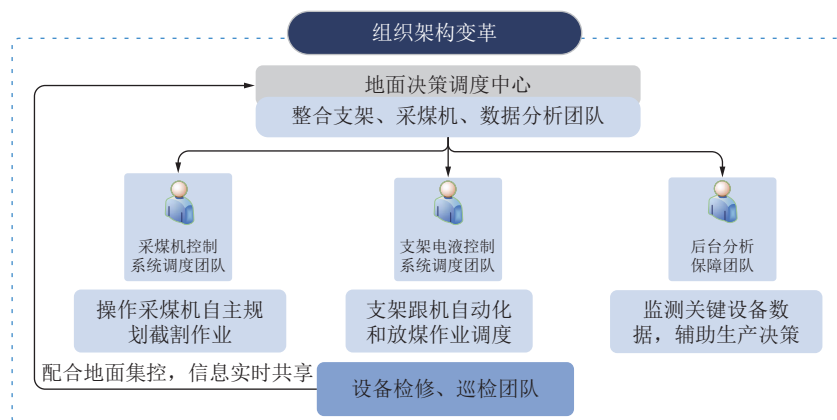 组织架构变革
地面决策调度中心
整合支架、采煤机、数据分析团队
采煤机控制
系统调度团队
支架电液控制
系统调度团队
后台分析
保障团队
操作采煤机自主规
划截割作业
支架跟机自动化
和放煤作业调度
监测关键设备数
据，辅助生产决策
配合地面集控，信息实时共享
设备检修、巡检团队